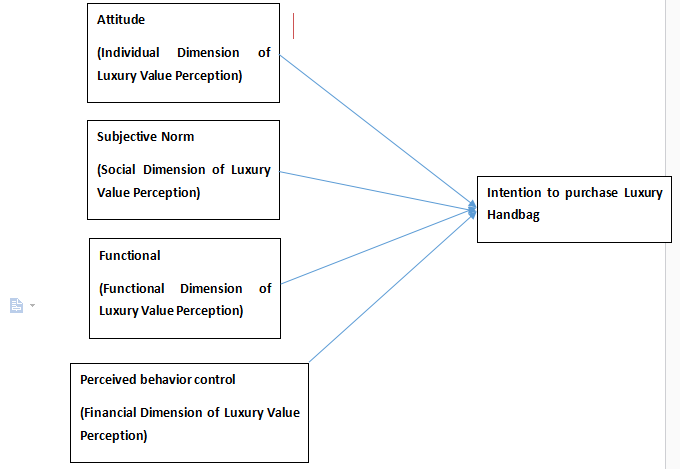 Attitude
(Individual Dimension of
Luxury Value Perception)
Subjective Norm
(Social Dimension of Luxury
Value Perception)
Functional
(Functional Dimension of
Luxury Value Perception)
Perceived behavior control
(Financial Dimension of Luxury Value
Perception)
Intention to purchase Luxury
Handbag